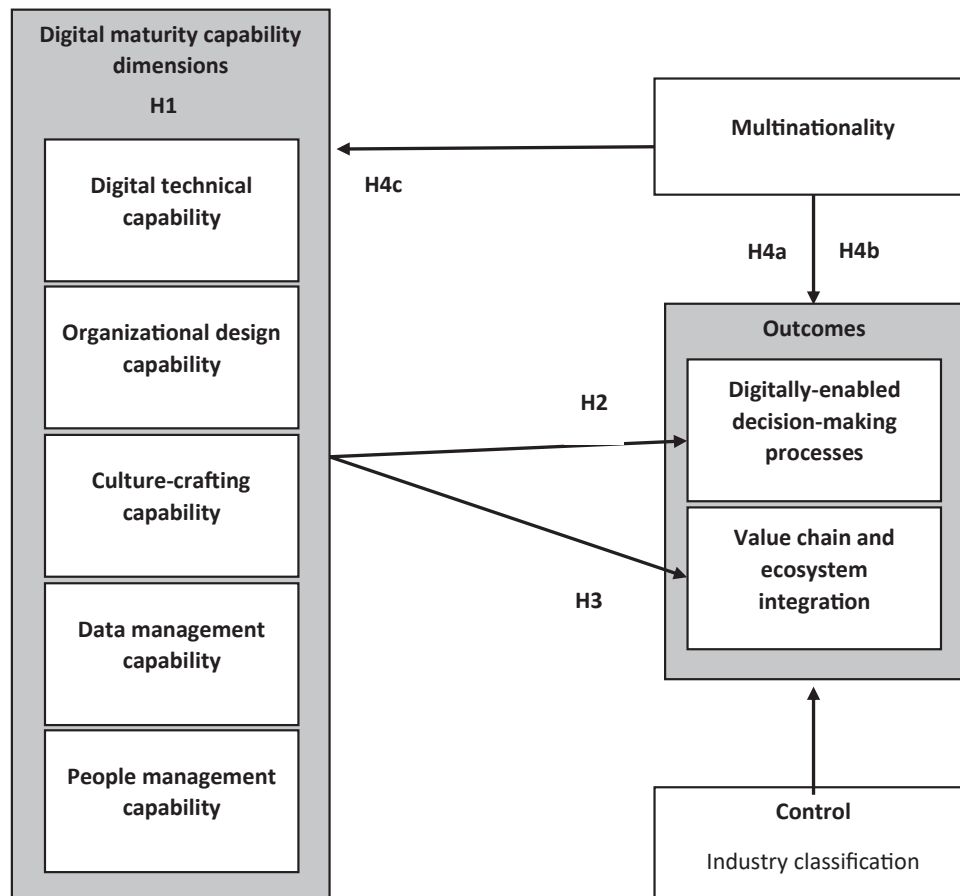 Digital maturity capability
dimensions
H1
Digital technical
capability
Organizational design
capability
Culture-crafting
capability
Data management
capability
People management
capability
Multinationality
H4c
H4a
H4b
Outcomes
H2
Digitally-enabled
decision-making
processes
H3
Value chain and
ecosystem
integration
Control
Industry classification